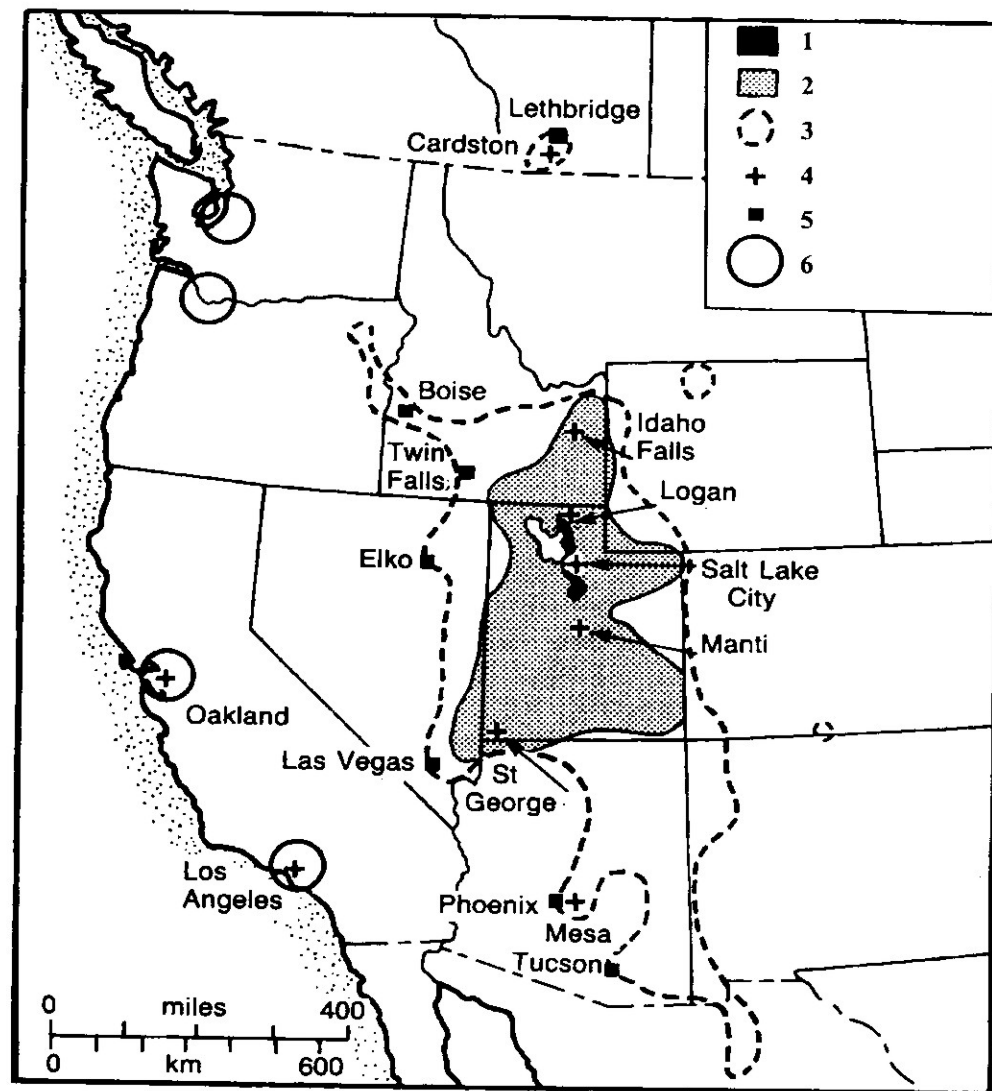 1
2
3
4
5
6
Lethbridge
Cardston
Boise
Idaho
Falls
Twin
Falls
Logan
Elko
Salt Lake
City
Manti
Oakland
Las Vegas
St
George
Los
Angeles
Phoenix
Mesa
Tucson
0 miles 400
0 km 600